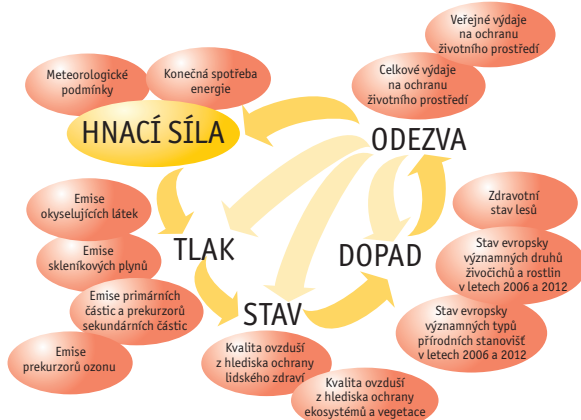 Veřejné výdaje
na ochranu
životního prostředí
Celkové výdaje
na ochranu
životního prostředí
Meteorologické
podmínky
Konečná spotřeba
energie
HNACÍ SÍLA
ODEZVA
Emise
okyselujících látek
Emise
skleníkových plynů
Emise primárních
částic a prekurzorů
sekundárních částic
Emise
prekurzorů ozonu
TLAK
DOPAD
STAV
Zdravotní
stav lesů
Stav evropsky
významných druhů
živočichů a rostlin
v letech 2006 a 2012
Stav evropsky
významných typů
přírodních stanovišť
v letech 2006 a 2012
Kvalita ovzduší
z hlediska ochrany
lidského zdraví
Kvalita ovzduší
z hlediska ochrany
ekosystémů a vegetace